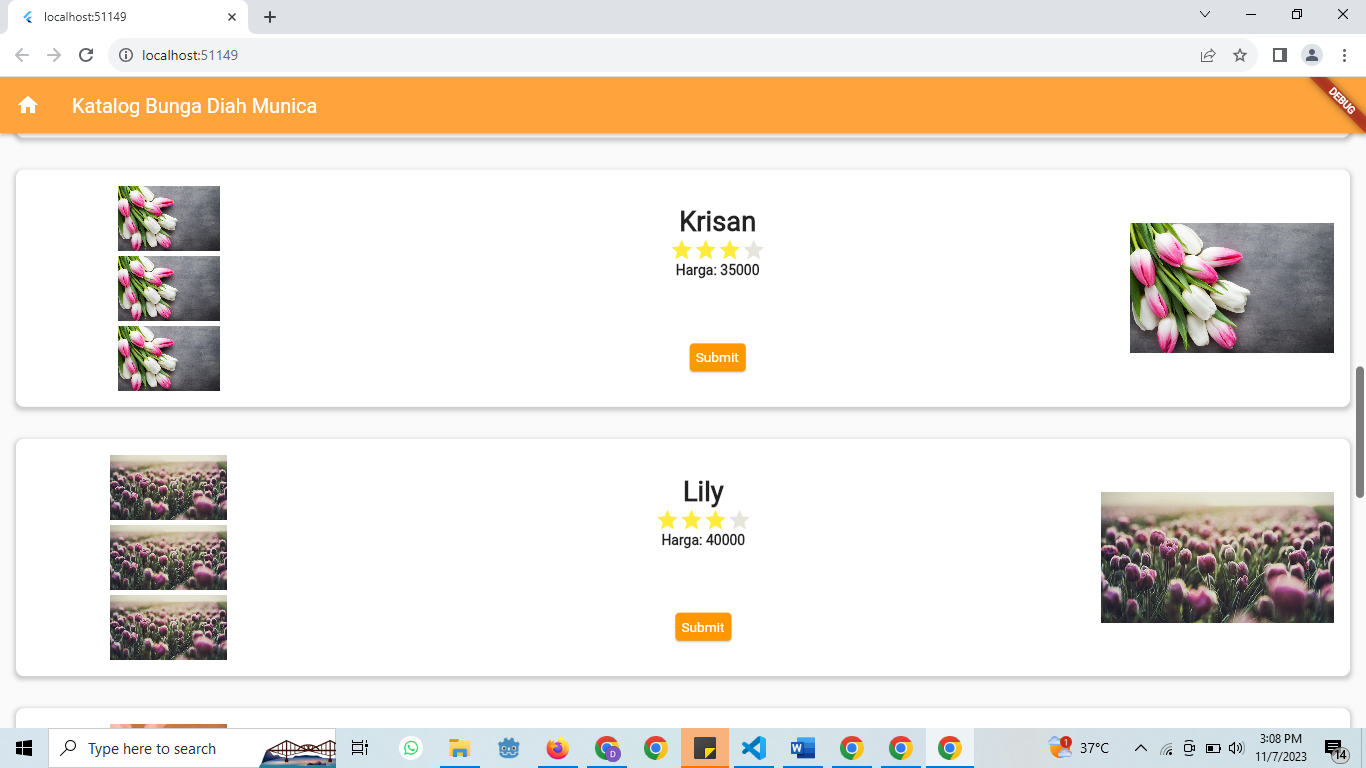 localhost:51149
localhost:51149
Katalog Bunga Diah Munica
DEBUG
Krisan
Harga: 35000
Submit
Lily
Harga: 40000
Submit
Type here to search
1
37°C
3:08 PM
11/7/2023
14
D